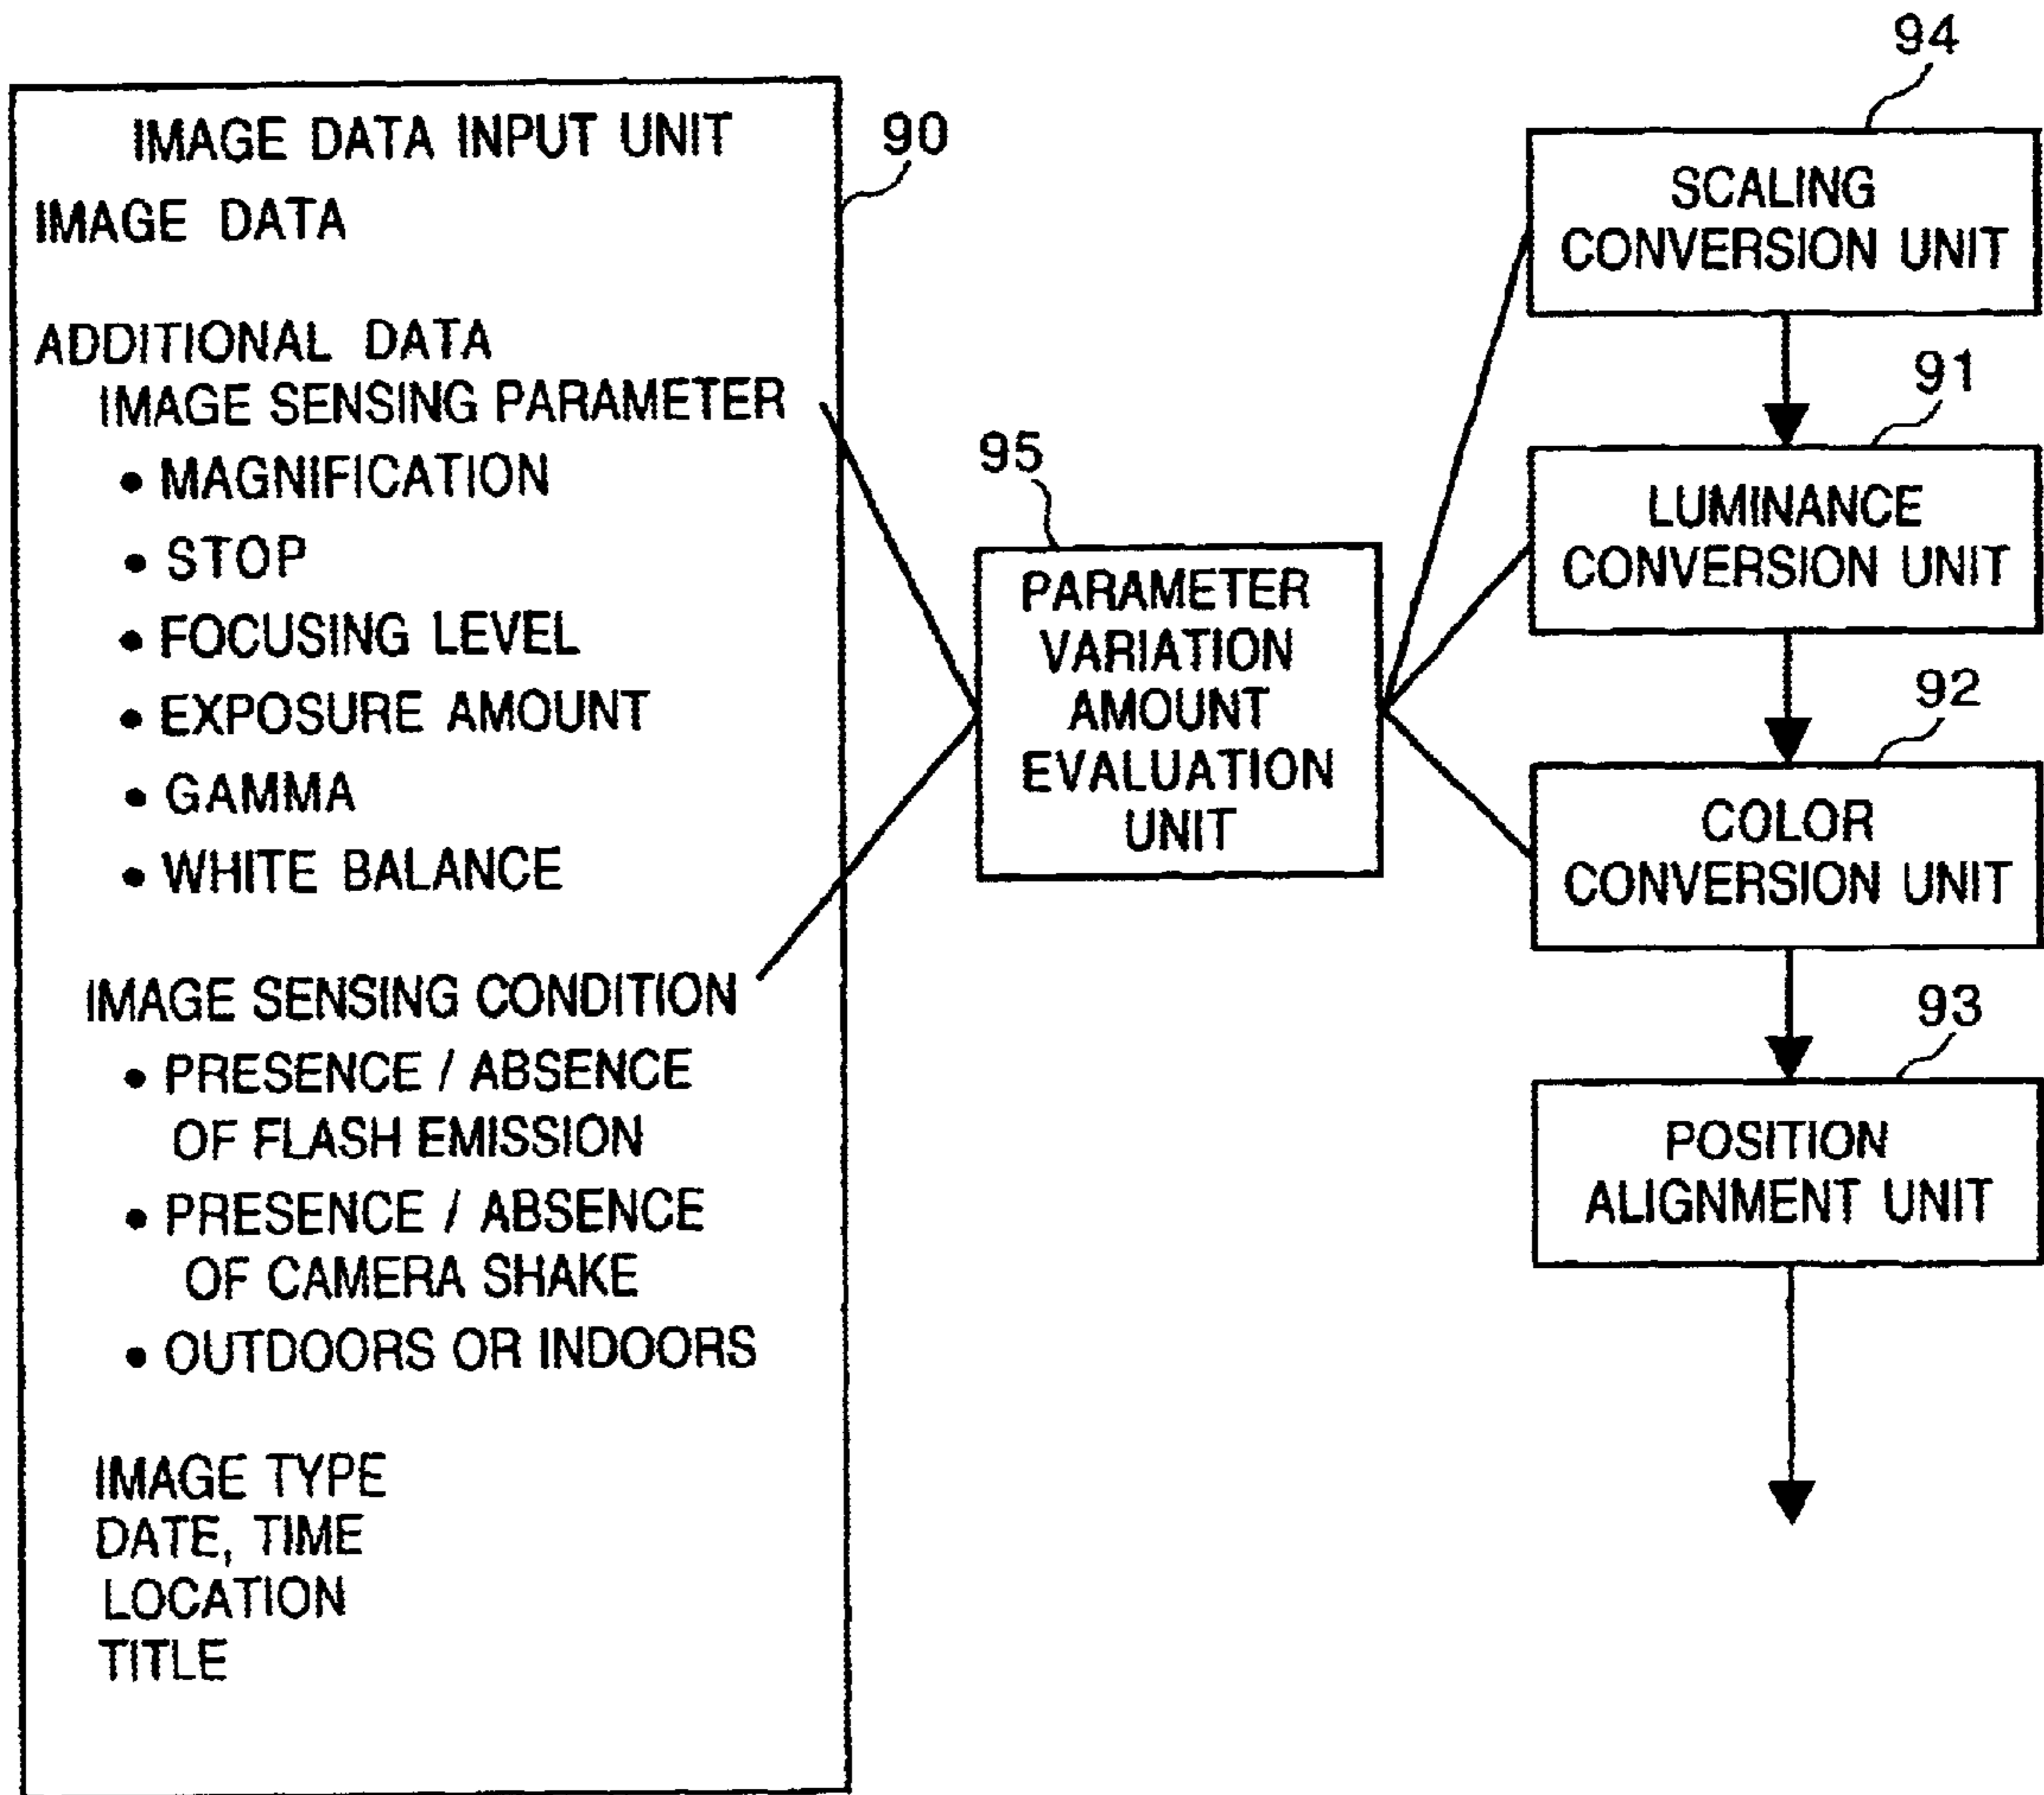 IMAGE DATA INPUT UNIT
90
IMAGE DATA
ADDITIONAL DATA
IMAGE SENSING PARAMETER
• MAGNIFICATION
• STOP
• FOCUSING LEVEL
• EXPOSURE AMOUNT
• GAMMA
• WHITE BALANCE
IMAGE SENSING CONDITION
• PRESENCE / ABSENCE
OF FLASH EMISSION
• PRESENCE / ABSENCE
OF CAMERA SHAKE
• OUTDOORS OR INDOORS
IMAGE TYPE
DATE, TIME
LOCATION
TITLE
95
PARAMETER
VARIATION
AMOUNT
EVALUATION
UNIT
94
SCALING
CONVERSION UNIT
91
LUMINANCE
CONVERSION UNIT
92
COLOR
CONVERSION UNIT
93
POSITION
ALIGNMENT UNIT